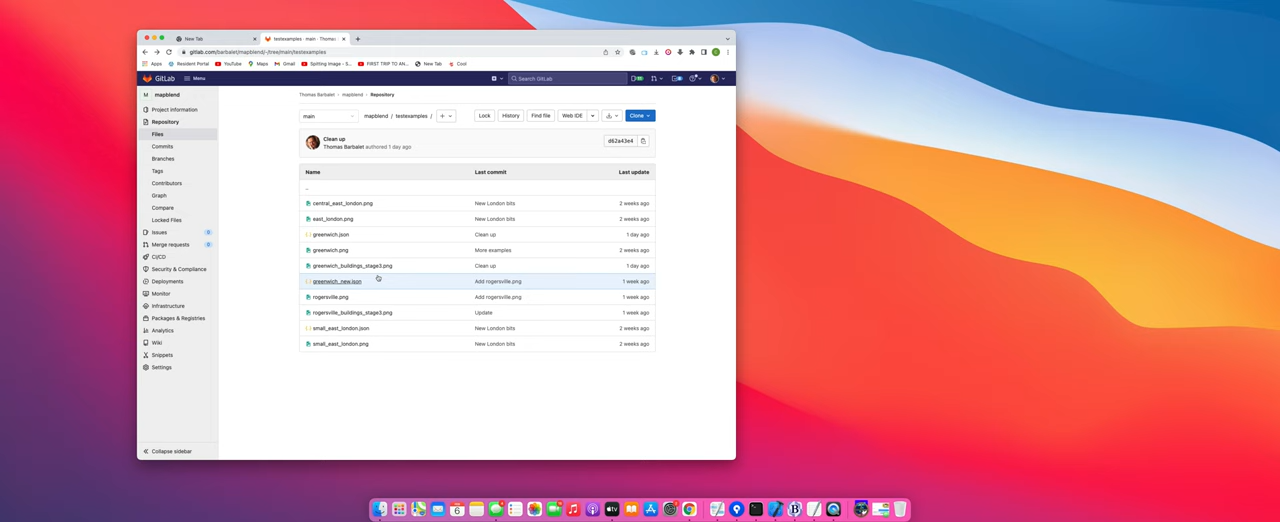 New Tab
testexamples · main · Thomas
gitlab.com/barbalet/mapblend/-/tree/main/testexamples
Apps Resident Portal YouTube Maps Gmail Spitting Image - S... FIRST TRIP TO AN... New Tab Cool
GitLab Menu Search GitLab
M mapblend
Project information
Repository
Files
Commits
Branches
Tags
Contributors
Graph
Compare
Locked Files
Issues 0
Merge requests 0
CI/CD
Security & Compliance
Deployments
Monitor
Infrastructure
Packages & Registries
Analytics
Wiki
Snippets
Settings
Collapse sidebar
Thomas Barbalet › mapblend › Repository
main mapblend / testexamples / + Lock History Find file Web IDE Clone
Clean up
Thomas Barbalet authored 1 day ago
d62a43e4
Name Last commit Last update
..
central_east_london.png New London bits 2 weeks ago
east_london.png New London bits 2 weeks ago
greenwich.json Clean up 1 day ago
greenwich.png More examples 2 weeks ago
greenwich_buildings_stage3.png Clean up 1 day ago
greenwich_new.json Add rogersville.png 1 week ago
rogersville.png Add rogersville.png 1 week ago
rogersville_buildings_stage3.png Update 1 week ago
small_east_london.json New London bits 2 weeks ago
small_east_london.png New London bits 2 weeks ago
6
tv